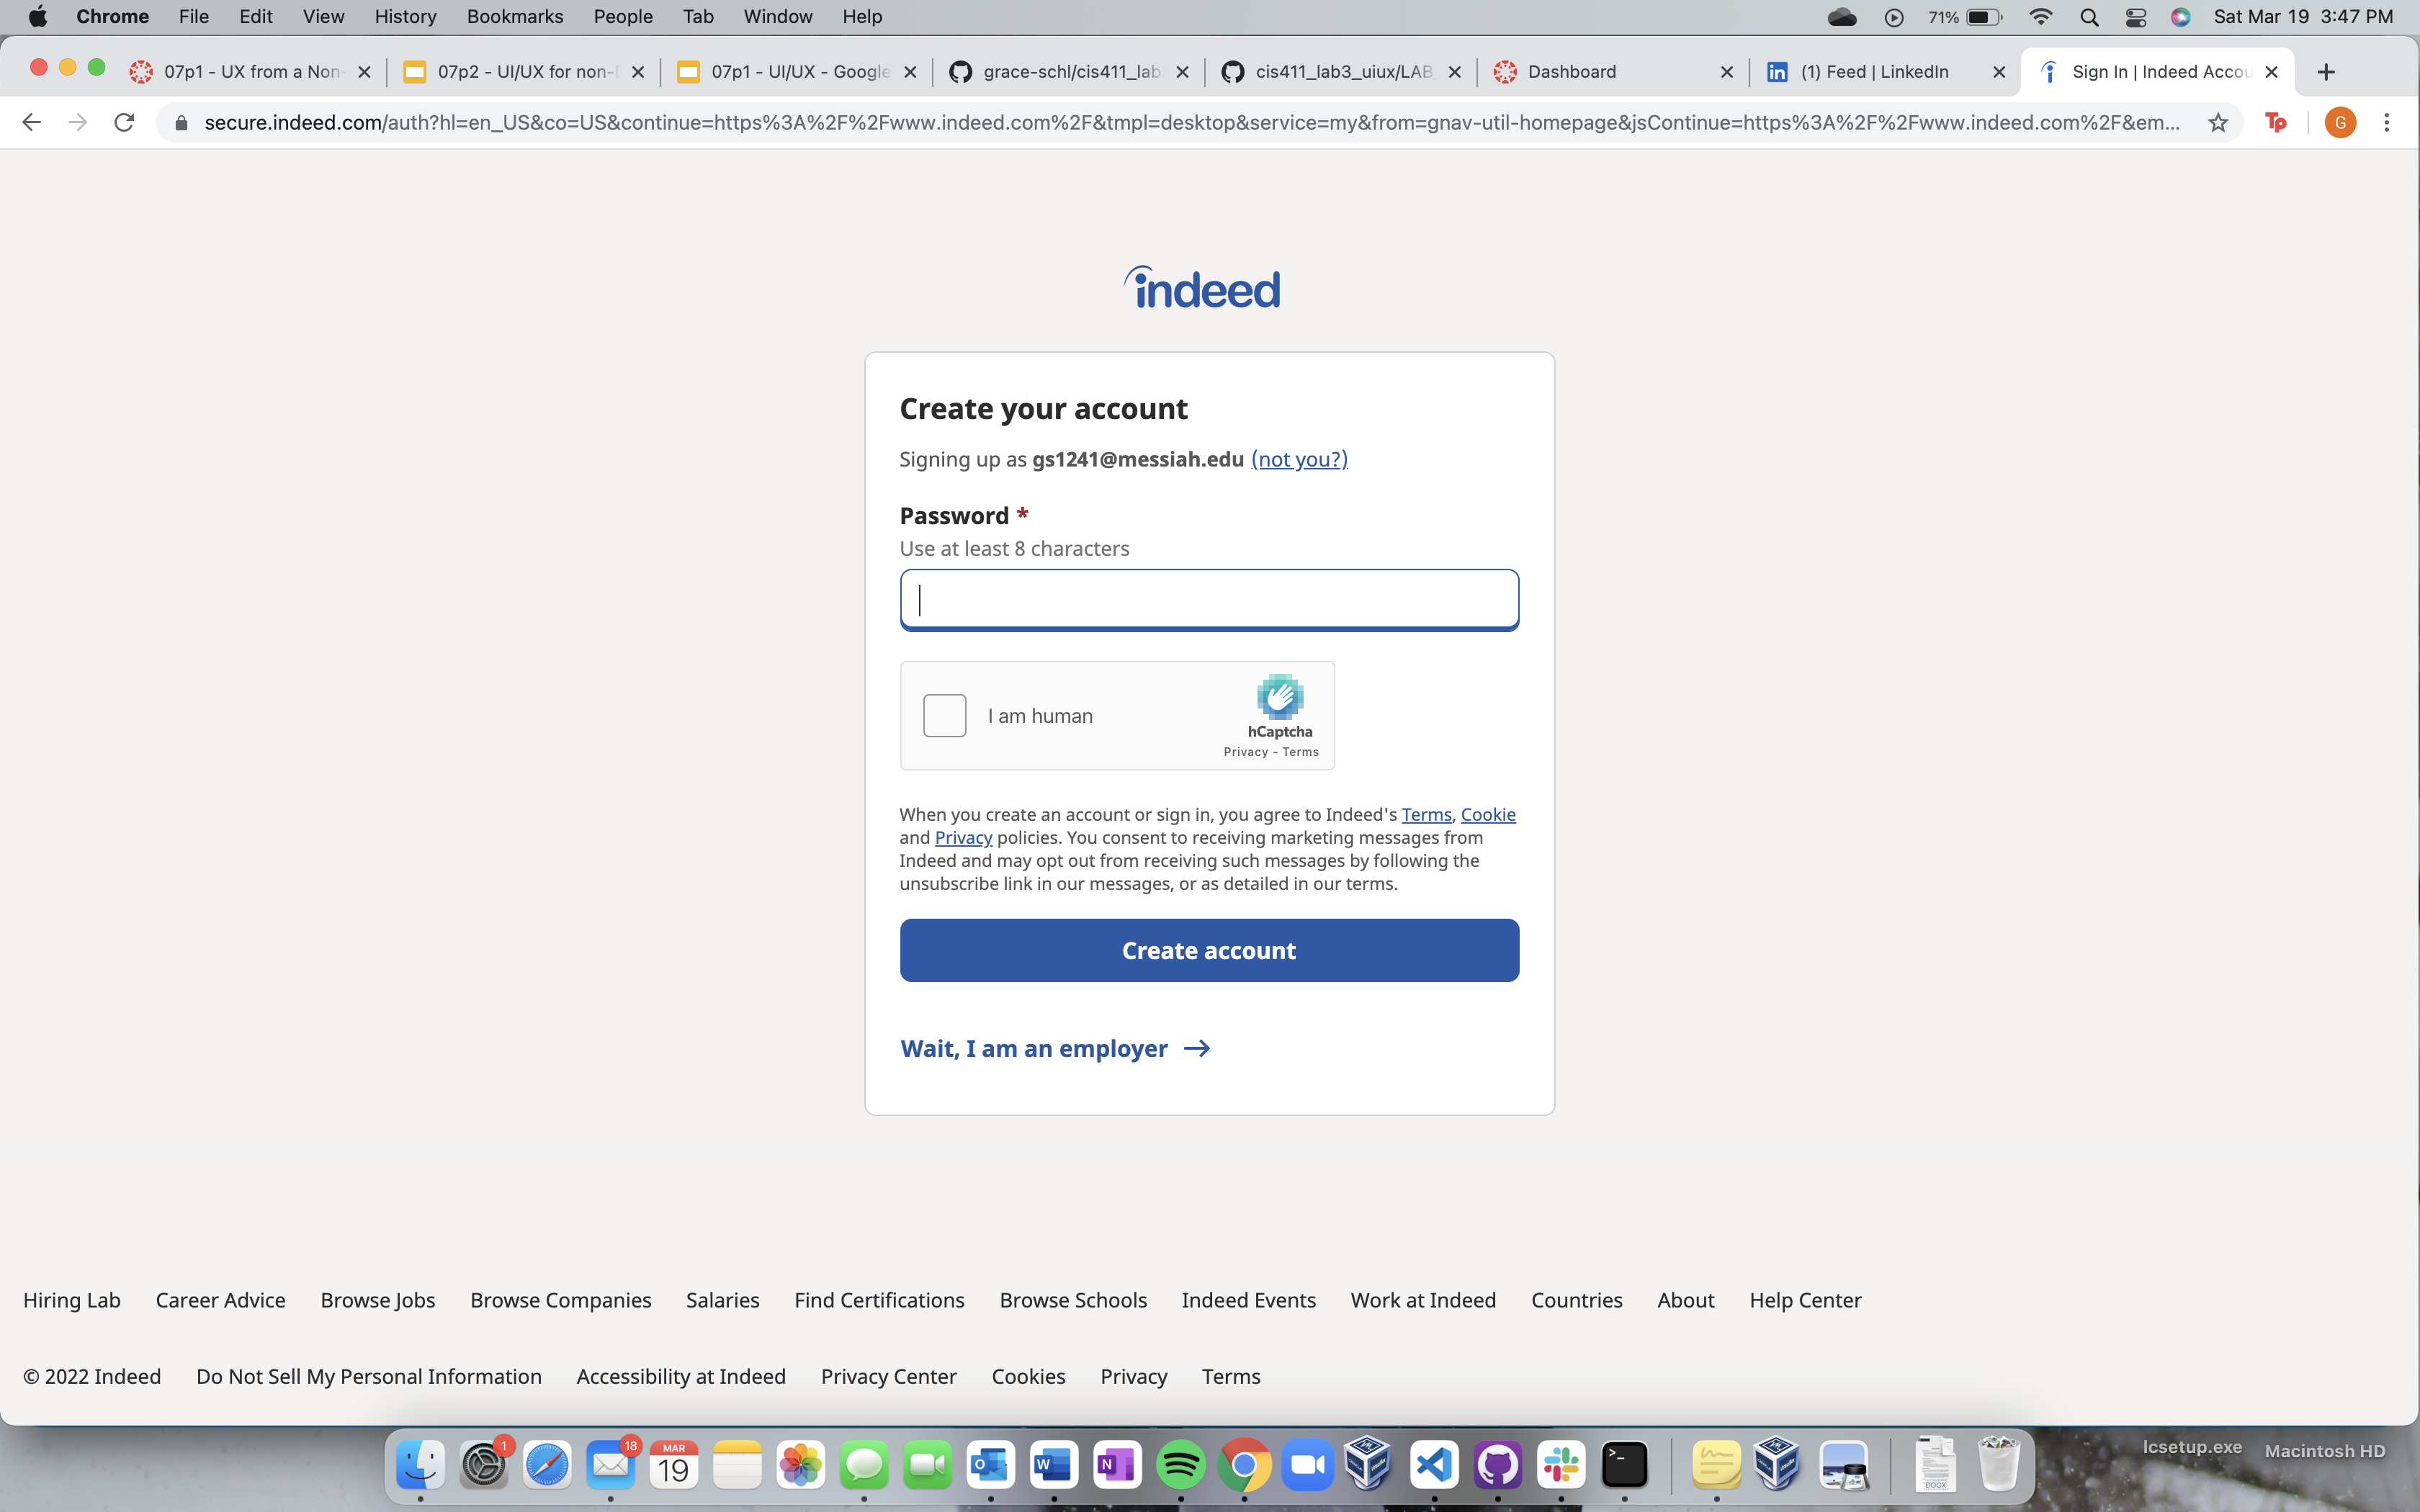 Chrome File Edit View History Bookmarks People Tab Window Help 71% Sat Mar 19 3:47 PM
07p1 - UX from a Non- 07p2 - UI/UX for non- 07p1 - UI/UX - Google grace-schl/cis411_lab cis411_lab3_uiux/LAB Dashboard (1) Feed | LinkedIn Sign In | Indeed Accou
secure.indeed.com/auth?hl=en_US&co=US&continue=https%3A%2F%2Fwww.indeed.com%2F&tmpl=desktop&service=my&from=gnav-util-homepage&jsContinue=https%3A%2F%2Fwww.indeed.com%2F&em... Tp G
indeed
Create your account
Signing up as gs1241@messiah.edu (not you?)
Password *
Use at least 8 characters
I am human
hCaptcha
Privacy - Terms
When you create an account or sign in, you agree to Indeed's Terms, Cookie
and Privacy policies. You consent to receiving marketing messages from
Indeed and may opt out from receiving such messages by following the
unsubscribe link in our messages, or as detailed in our terms.
Create account
Wait, I am an employer →
Hiring Lab Career Advice Browse Jobs Browse Companies Salaries Find Certifications Browse Schools Indeed Events Work at Indeed Countries About Help Center
© 2022 Indeed Do Not Sell My Personal Information Accessibility at Indeed Privacy Center Cookies Privacy Terms
1 18 MAR
19
O W N >_ DOCX
lcsetup.exe Macintosh HD